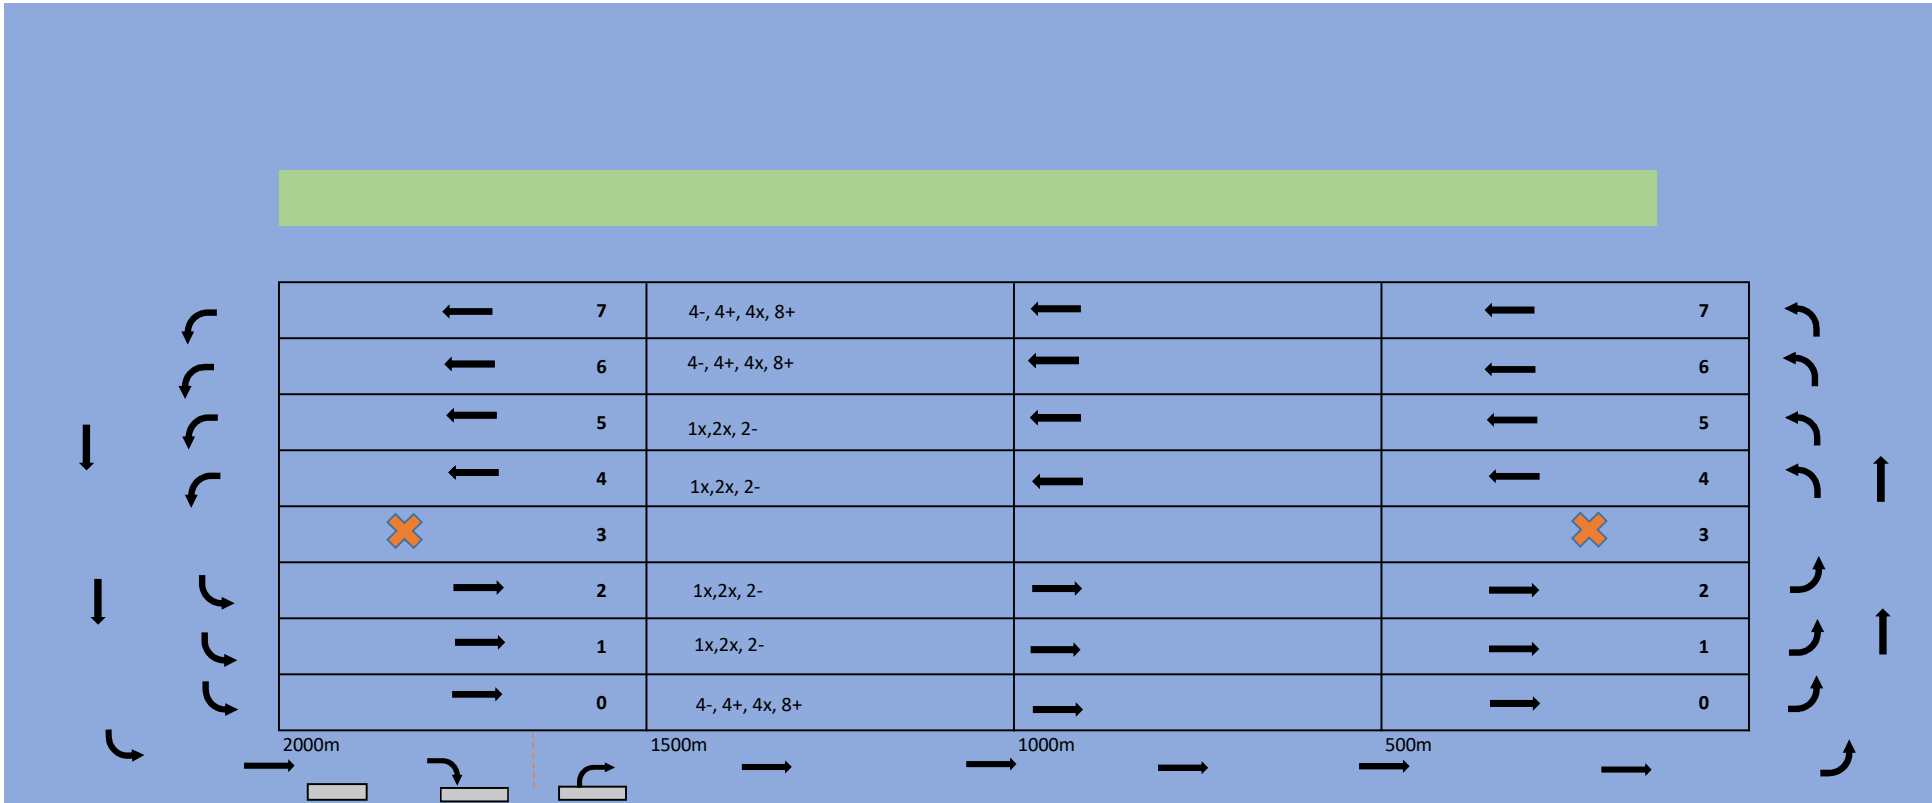 7 4-, 4+, 4x, 8+ 7
6 4-, 4+, 4x, 8+ 6
5 1x,2x, 2- 5
4 1x,2x, 2- 4
3 3
2 1x,2x, 2- 2
1 1x,2x, 2- 1
0 4-, 4+, 4x, 8+ 0
2000m 1500m 1000m 500m